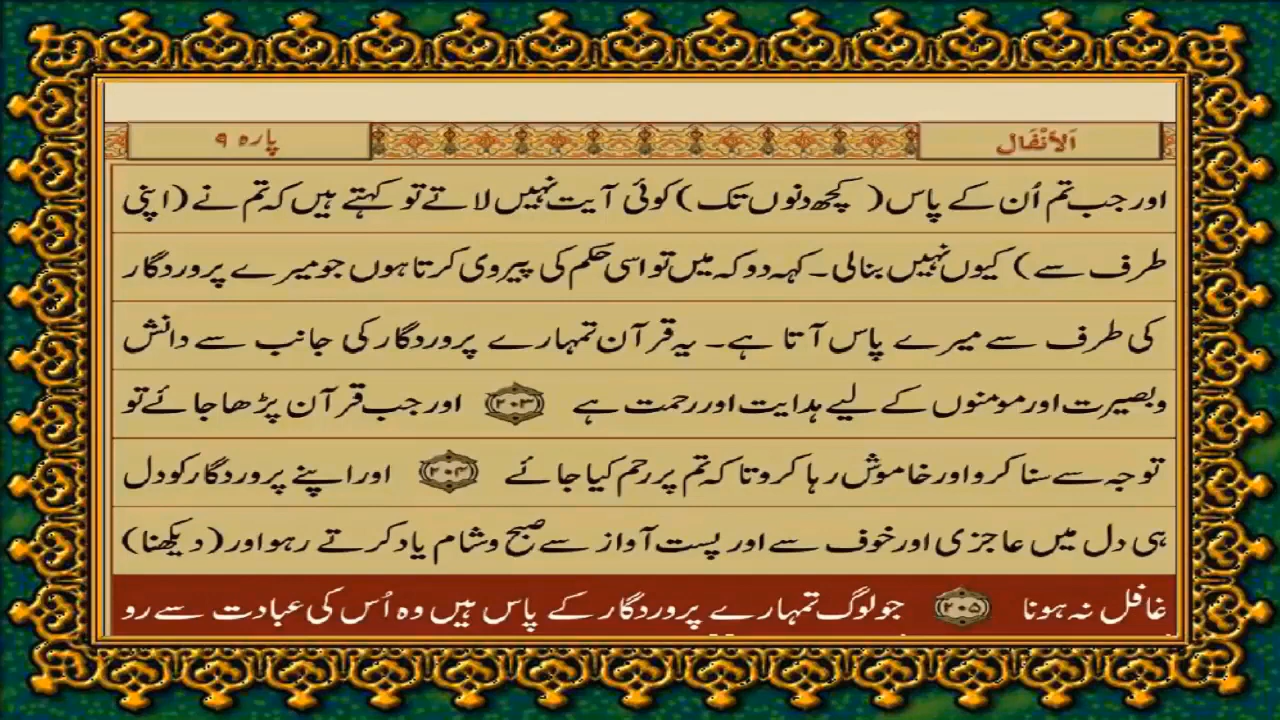 پارہ ۹ اَلْاَنْفَال
اور جب تم اُن کے پاس (کچھ دنوں تک) کوئی آیت نہیں لاتے تو کہتے ہیں کہ تم نے (اپنی
طرف سے) کیوں نہیں بنالی۔ کہہ دو کہ میں تو اسی حکم کی پیروی کرتا ہوں جو میرے پروردگار
کی طرف سے میرے پاس آتا ہے۔ یہ قرآن تمہارے پروردگار کی جانب سے دانش
و بصیرت اور مومنوں کے لیے ہدایت اور رحمت ہے ۲۰۳ اور جب قرآن پڑھا جائے تو
توجہ سے سنا کرو اور خاموش رہا کرو تا کہ تم پر رحم کیا جائے ۲۰۴ اور اپنے پروردگار کو دل
ہی دل میں عاجزی اور خوف سے اور پست آواز سے صبح و شام یاد کرتے رہو اور (دیکھنا)
غافل نہ ہونا ۲۰۵ جو لوگ تمہارے پروردگار کے پاس ہیں وہ اُس کی عبادت سے رو